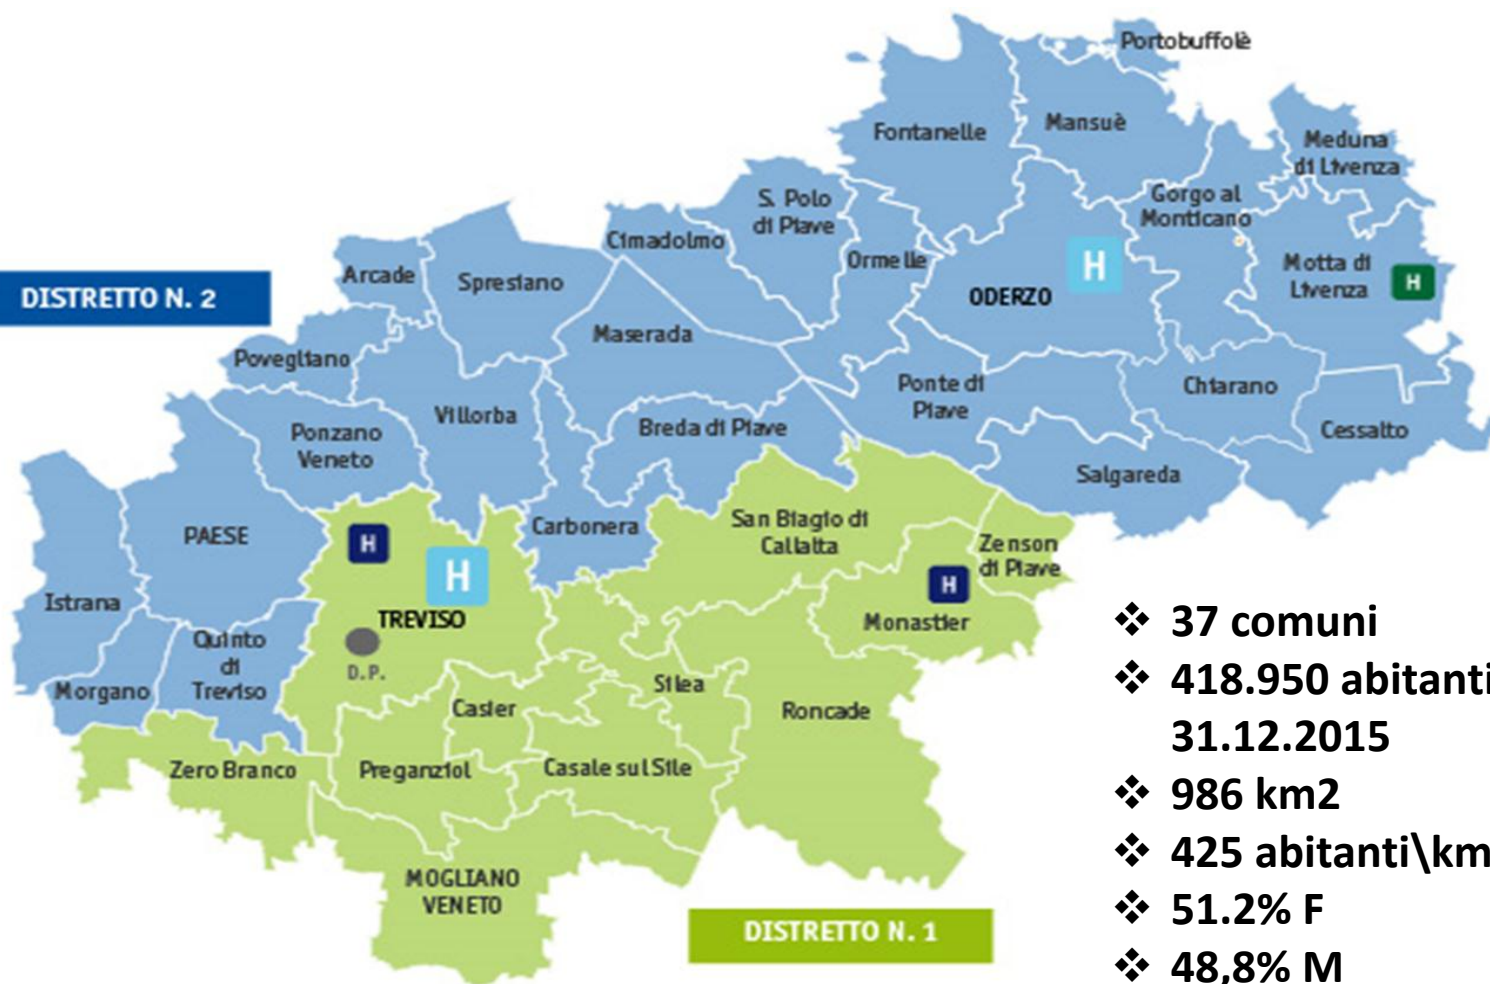 Portobuffolè
Fontanelle
Mansuè
Meduna
di Livenza
S. Polo
di Piave
Gorgo al
Monticano
Cimadolmo
Ormelle
Arcade
Spresiano
H
ODERZO
Motta di
Livenza
H
DISTRETTO N. 2
Maserada
Povegliano
Ponte di
Piave
Chiarano
Villorba
Breda di Piave
Cessalto
Ponzano
Veneto
Salgareda
PAESE
H
Carbonera
San Biagio di
Callalta
Zenson
di Piave
H
H
Istrana
TREVISO
Monastier
Quinto
di
Treviso
D.P.
Morgano
Silea
Casier
Roncade
Zero Branco
Preganziol
Casale sul Sile
MOGLIANO
VENETO
DISTRETTO N. 1
❖ 37 comuni
❖ 418.950 abitanti
31.12.2015
❖ 986 km2
❖ 425 abitanti\km
❖ 51.2% F
❖ 48,8% M